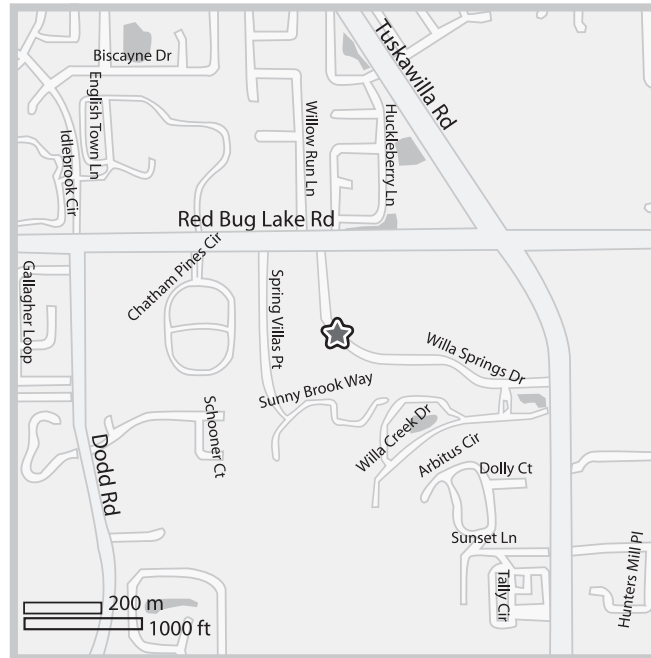 Tuskawilla Rd
Biscayne Dr
English Town Ln
Idlebrook Cir
Willow Run Ln
Huckleberry Ln
Red Bug Lake Rd
Chatham Pines Cir
Gallagher Loop
Spring Villas Pt
Willa Springs Dr
Sunny Brook Way
Schooner Ct
Willa Creek Dr
Arbitus Cir
Dolly Ct
Dodd Rd
Sunset Ln
Tally Cir
Hunters Mill Pl
200 m
1000 ft